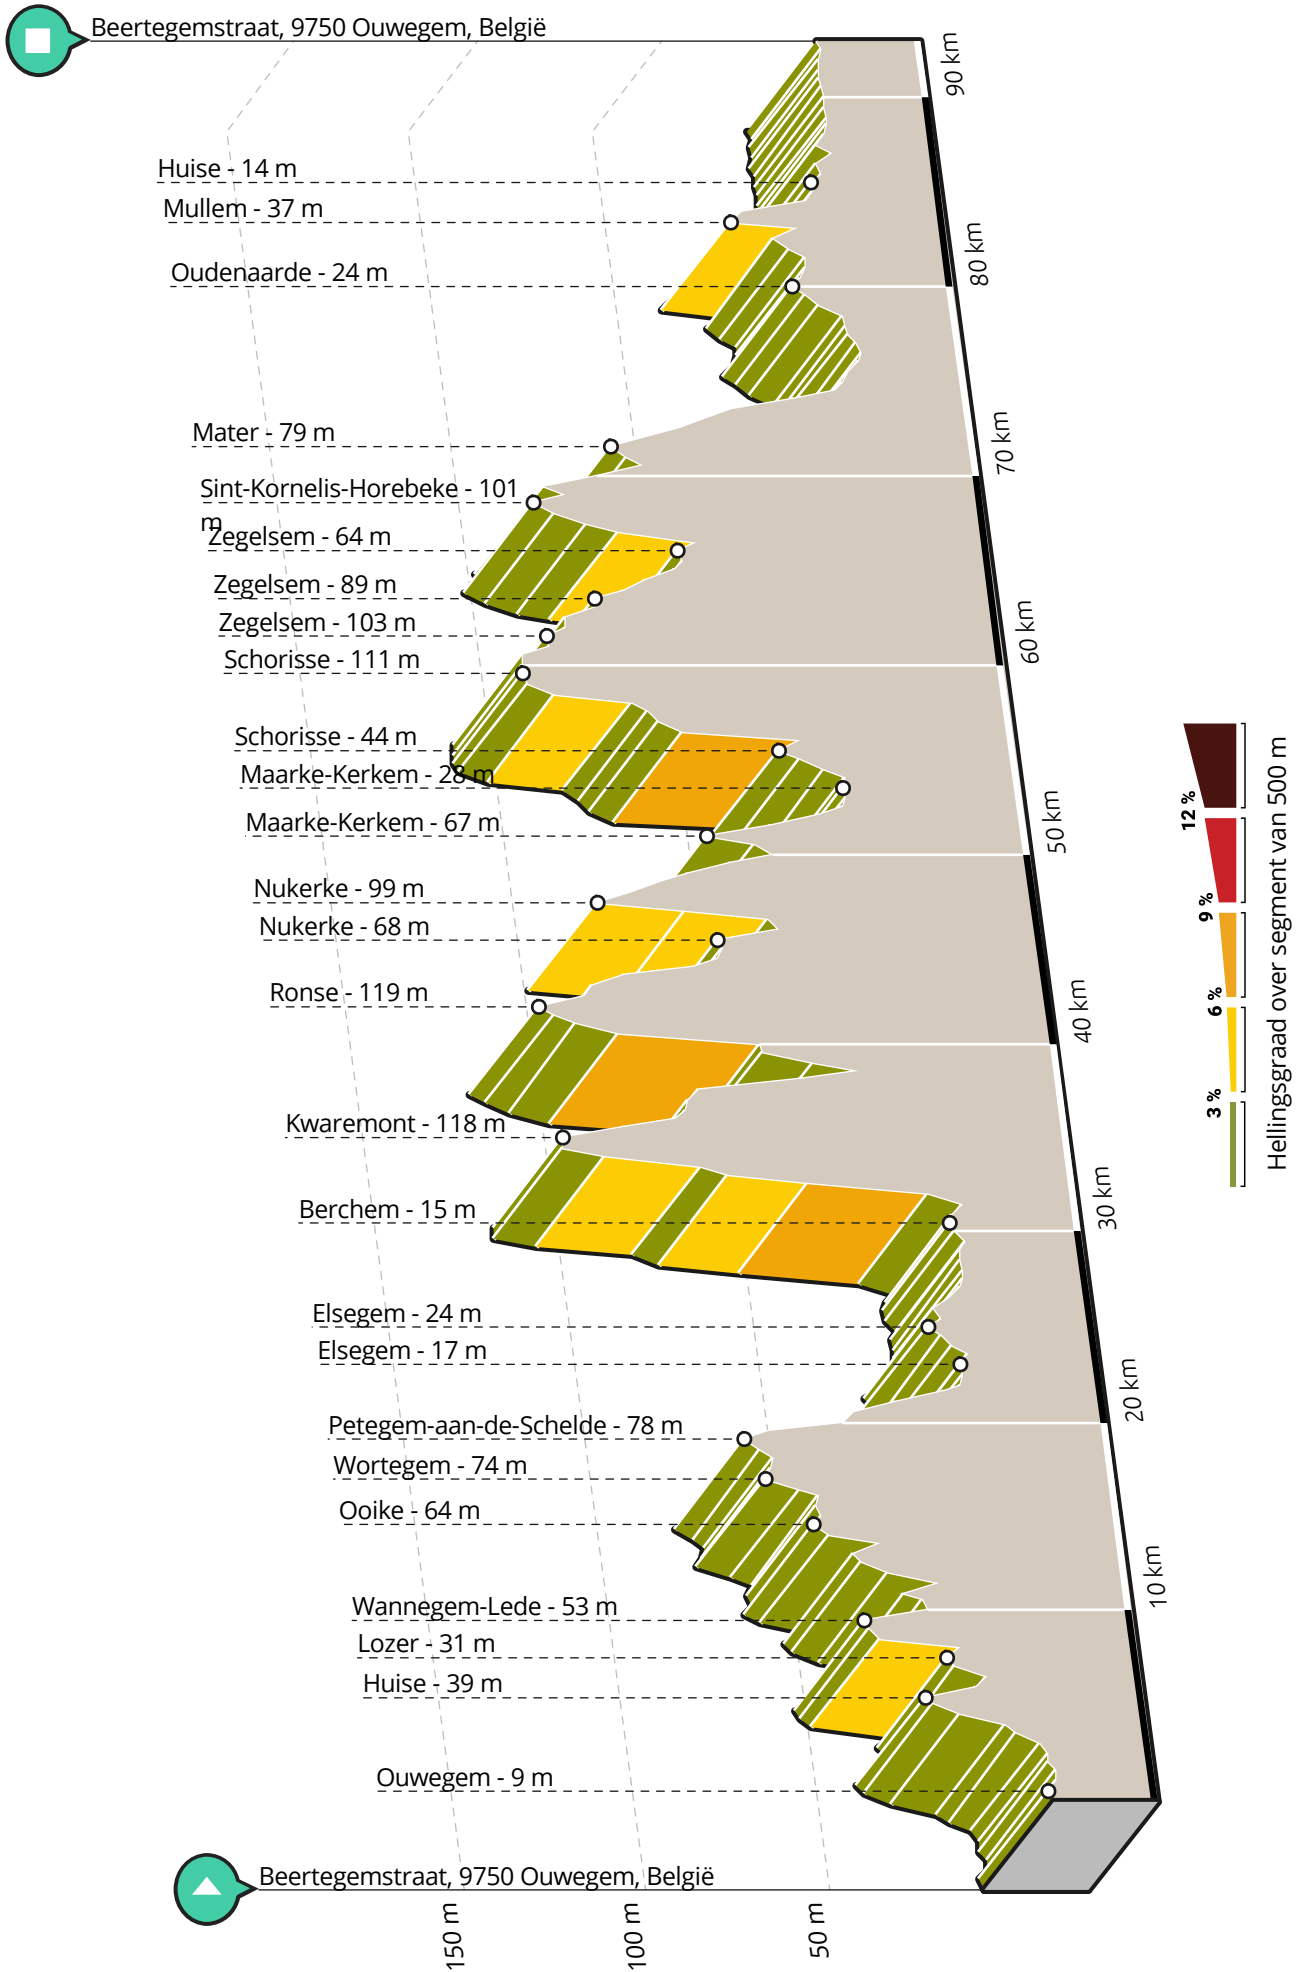 Beertegemstraat, 9750 Ouwegem, België
90 km
Huise - 14 m
Mullem - 37 m
80 km
Oudenaarde - 24 m
Mater - 79 m
70 km
Sint-Kornelis-Horebeke - 101
m
Zegelsem - 64 m
Zegelsem - 89 m
Zegelsem - 103 m
60 km
Schorisse - 111 m
Schorisse - 44 m
Maarke-Kerkem - 28 m
Maarke-Kerkem - 67 m
50 km
Nukerke - 99 m
Nukerke - 68 m
Ronse - 119 m
40 km
Kwaremont - 118 m
Berchem - 15 m
30 km
Elsegem - 24 m
Elsegem - 17 m
20 km
Petegem-aan-de-Schelde - 78 m
Wortegem - 74 m
Ooike - 64 m
10 km
Wannegem-Lede - 53 m
Lozer - 31 m
Huise - 39 m
Ouwegem - 9 m
Beertegemstraat, 9750 Ouwegem, België
150 m
100 m
50 m
3 %
6 %
9 %
12 %
Hellingsgraad over segment van 500 m